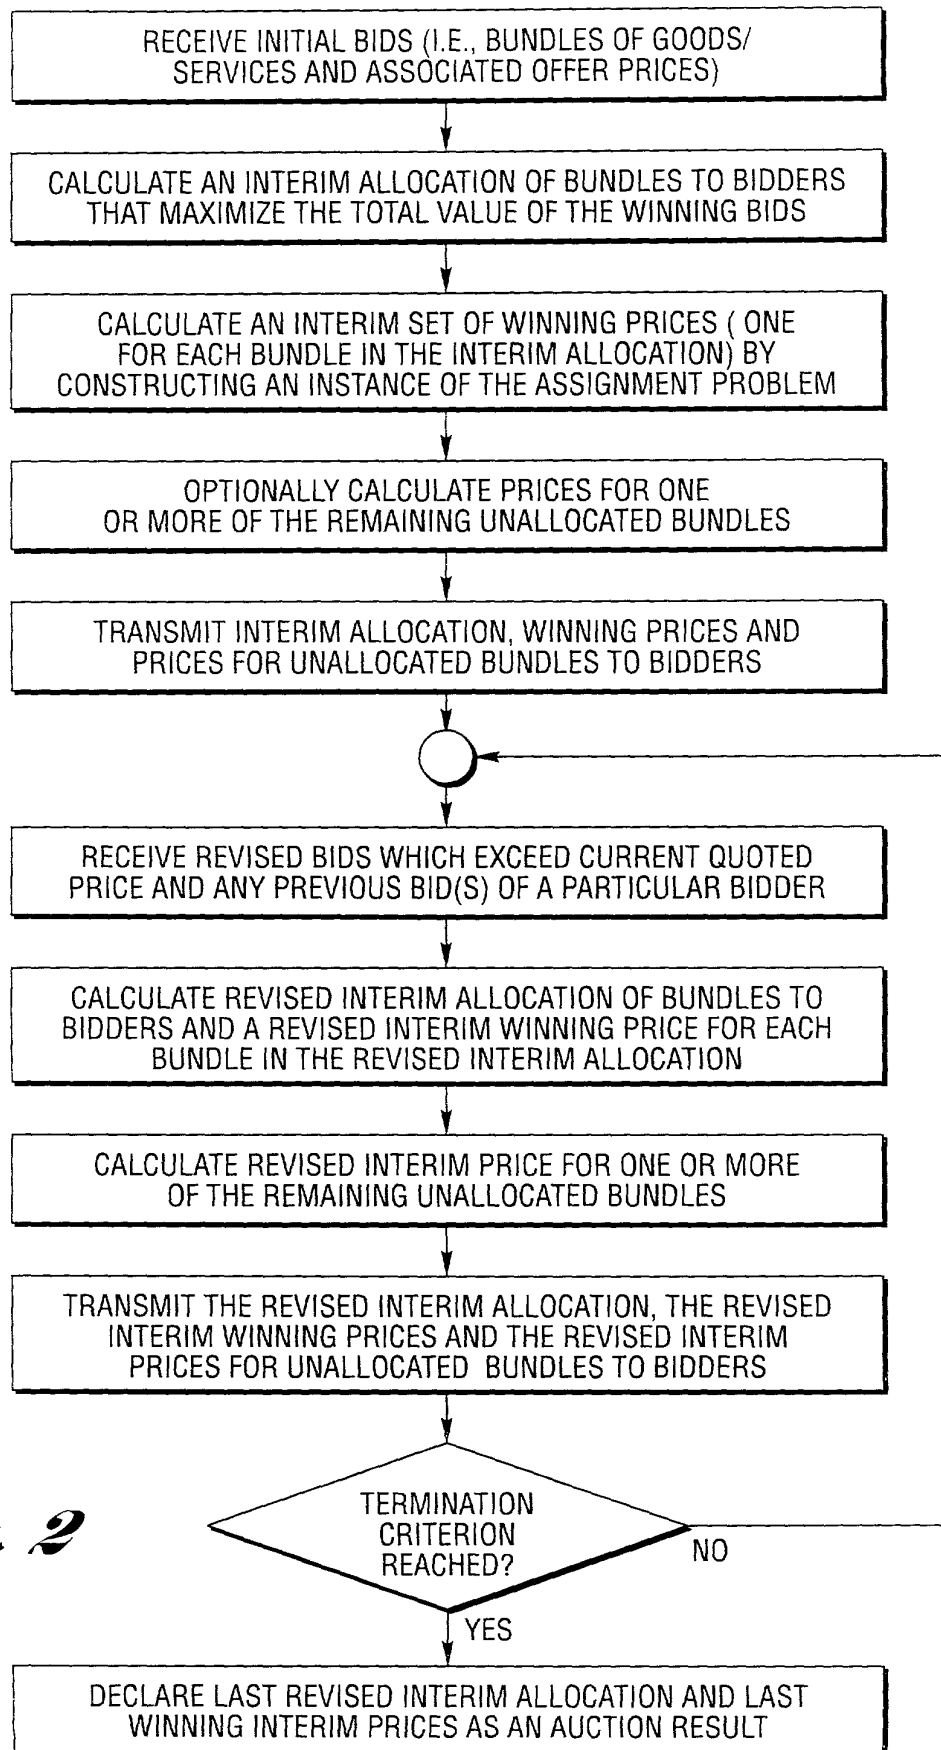 RECEIVE INITIAL BIDS (I.E., BUNDLES OF GOODS/
SERVICES AND ASSOCIATED OFFER PRICES)
CALCULATE AN INTERIM ALLOCATION OF BUNDLES TO BIDDERS
THAT MAXIMIZE THE TOTAL VALUE OF THE WINNING BIDS
CALCULATE AN INTERIM SET OF WINNING PRICES ( ONE
FOR EACH BUNDLE IN THE INTERIM ALLOCATION) BY
CONSTRUCTING AN INSTANCE OF THE ASSIGNMENT PROBLEM
OPTIONALLY CALCULATE PRICES FOR ONE
OR MORE OF THE REMAINING UNALLOCATED BUNDLES
TRANSMIT INTERIM ALLOCATION, WINNING PRICES AND
PRICES FOR UNALLOCATED BUNDLES TO BIDDERS
RECEIVE REVISED BIDS WHICH EXCEED CURRENT QUOTED
PRICE AND ANY PREVIOUS BID(S) OF A PARTICULAR BIDDER
CALCULATE REVISED INTERIM ALLOCATION OF BUNDLES TO
BIDDERS AND A REVISED INTERIM WINNING PRICE FOR EACH
BUNDLE IN THE REVISED INTERIM ALLOCATION
CALCULATE REVISED INTERIM PRICE FOR ONE OR MORE
OF THE REMAINING UNALLOCATED BUNDLES
TRANSMIT THE REVISED INTERIM ALLOCATION, THE REVISED
INTERIM WINNING PRICES AND THE REVISED INTERIM
PRICES FOR UNALLOCATED BUNDLES TO BIDDERS
2
TERMINATION
CRITERION
REACHED?
NO
YES
DECLARE LAST REVISED INTERIM ALLOCATION AND LAST
WINNING INTERIM PRICES AS AN AUCTION RESULT